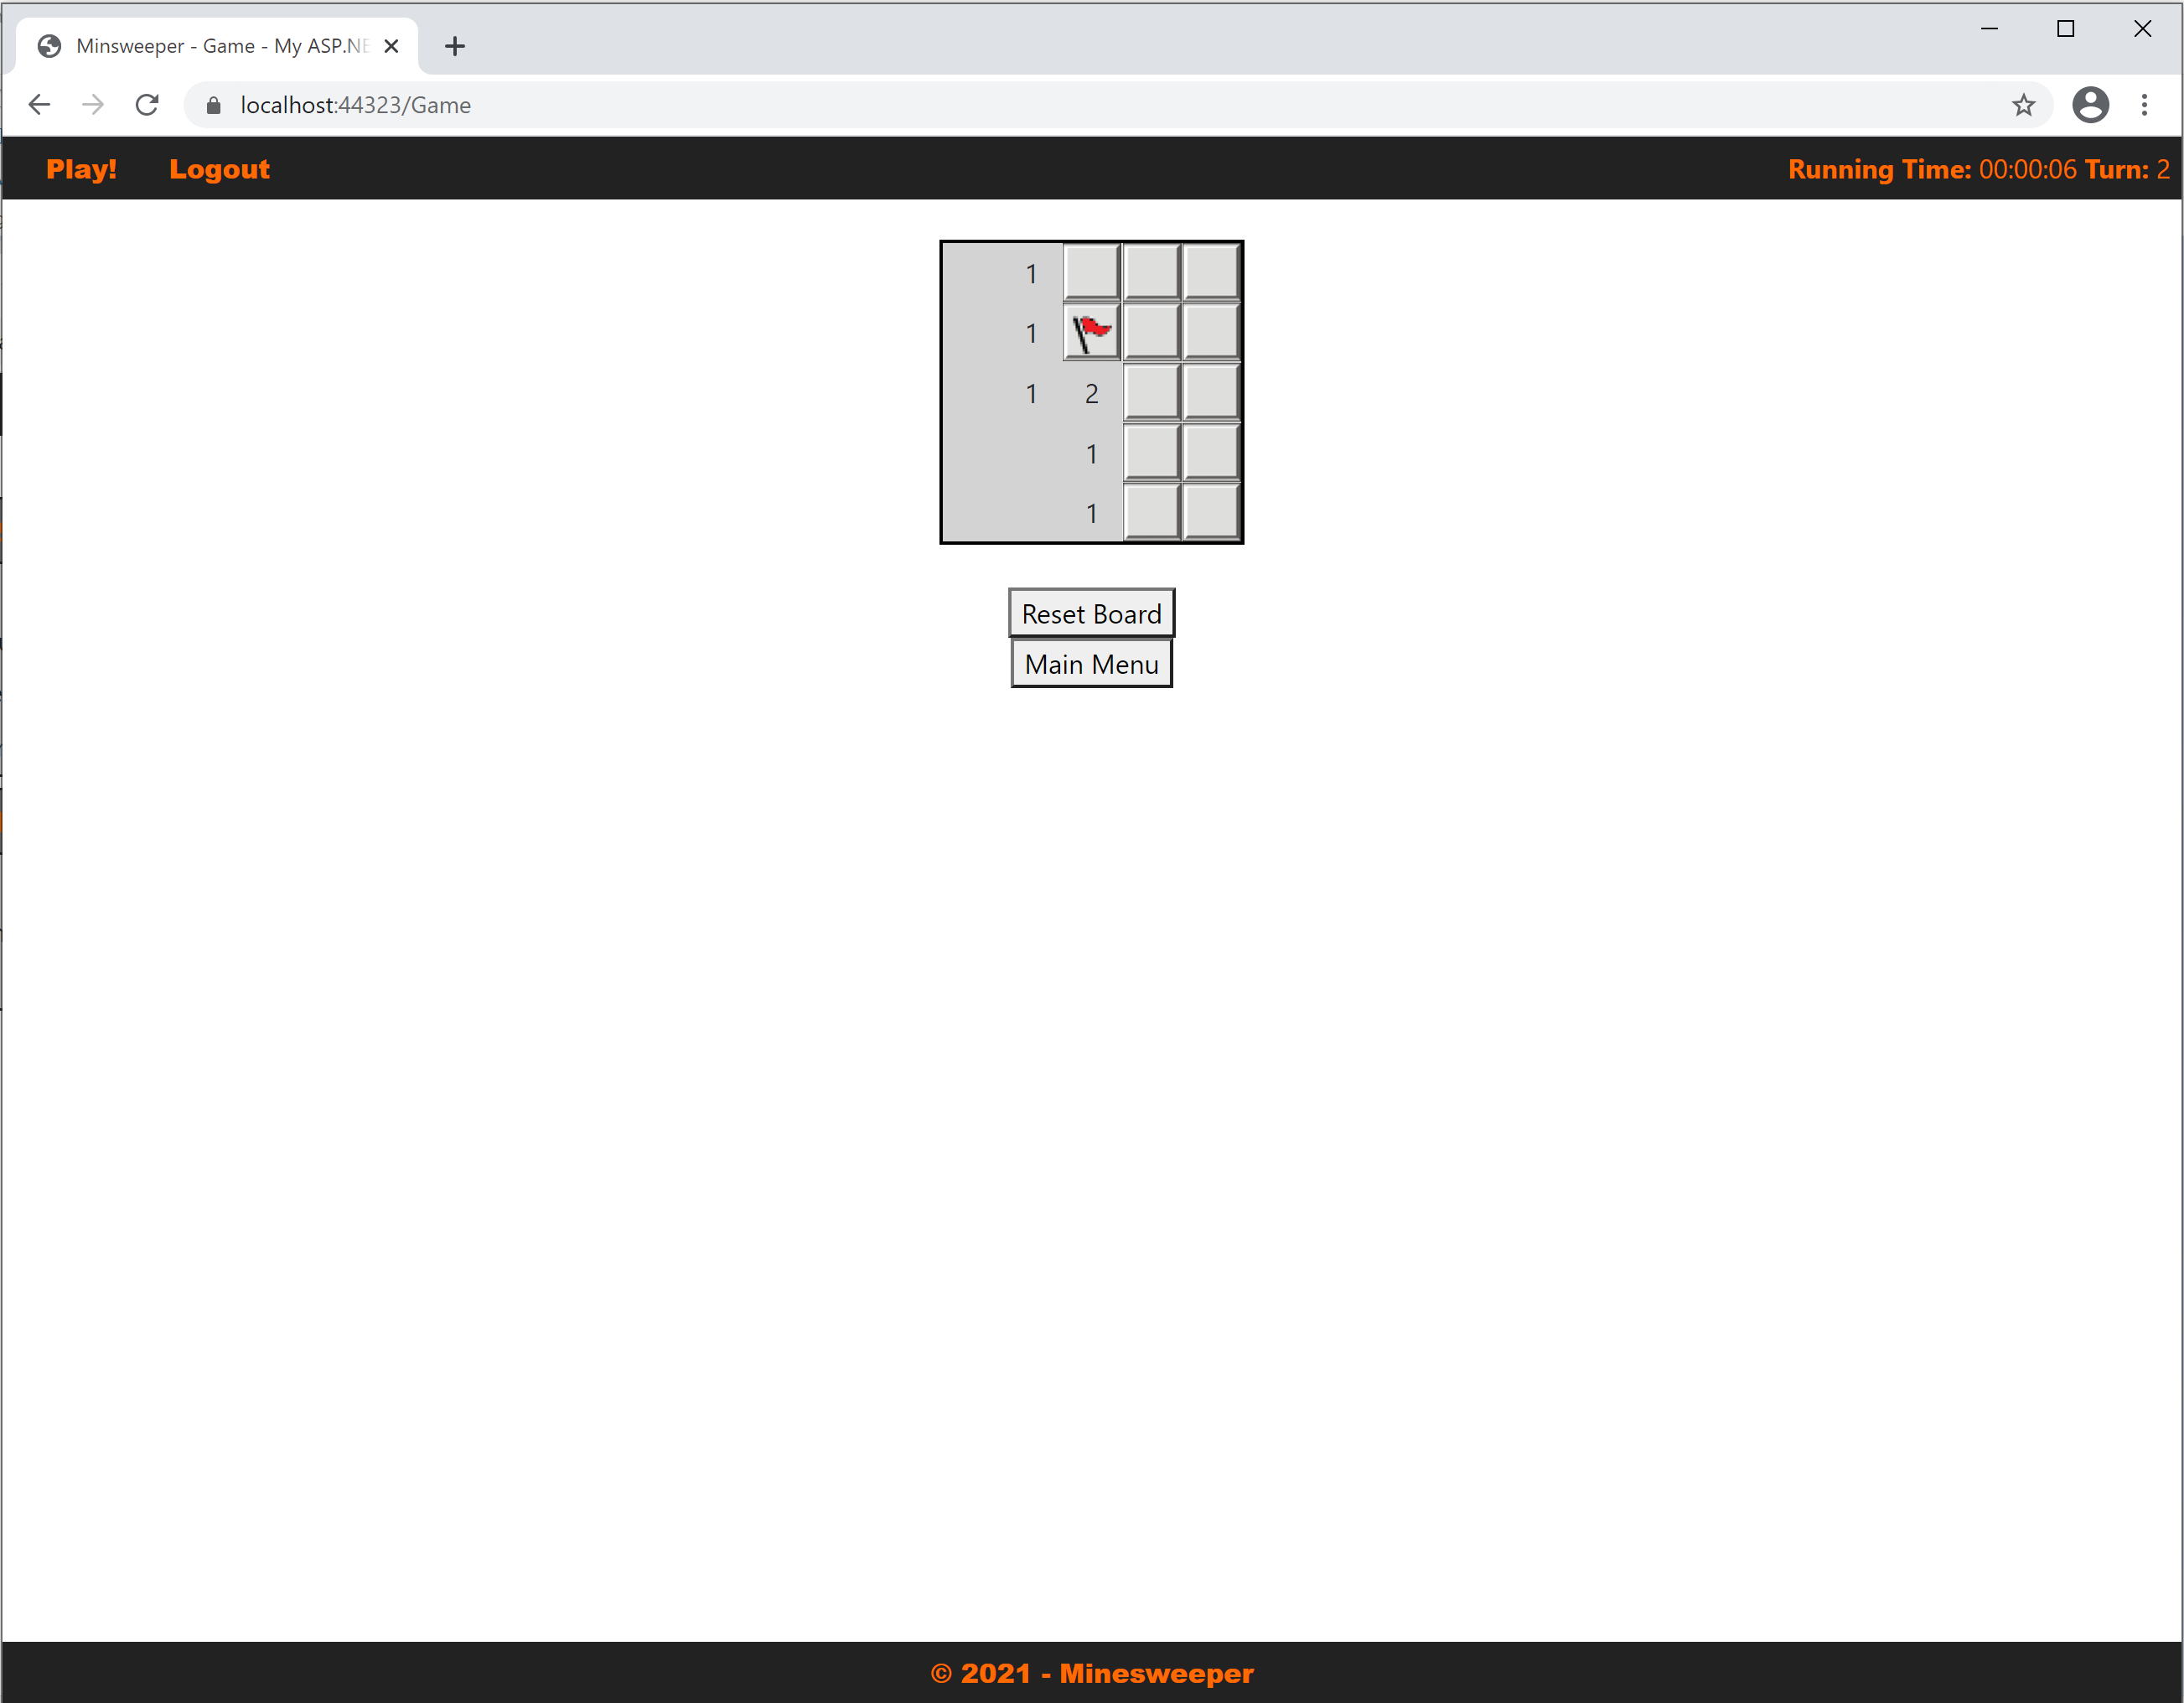 Minsweeper - Game - My ASP.NE
localhost:44323/Game
Play! Logout Running Time: 00:00:06 Turn: 2
1
1
1 2
1
1
Reset Board
Main Menu
© 2021 - Minesweeper